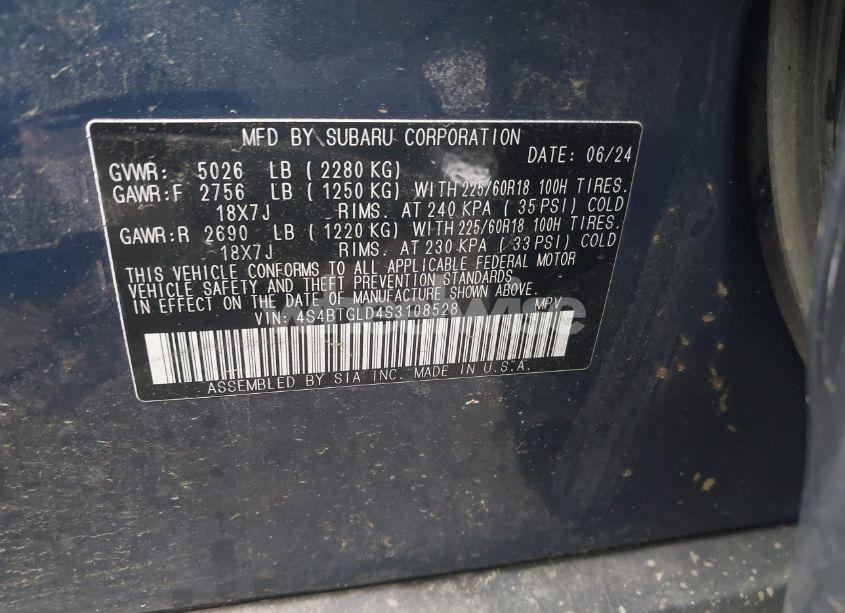 MFD BY SUBARU CORPORATION
DATE: 06/24
GVWR: 5026 LB ( 2280 KG)
GAWR:F 2756 LB ( 1250 KG) WITH 225/60R18 100H TIRES.
18X7J RIMS. AT 240 KPA ( 35 PSI) COLD
GAWR:R 2690 LB ( 1220 KG) WITH 225/60R18 100H TIRES.
18X7J RIMS. AT 230 KPA ( 33 PSI) COLD
THIS VEHICLE CONFORMS TO ALL APPLICABLE FEDERAL MOTOR
VEHICLE SAFETY AND THEFT PREVENTION STANDARDS
IN EFFECT ON THE DATE OF MANUFACTURE SHOWN ABOVE.
VIN: 4S4BTGLD4S3108528 MPV
ASSEMBLED BY SIA INC. MADE IN U.S.A.